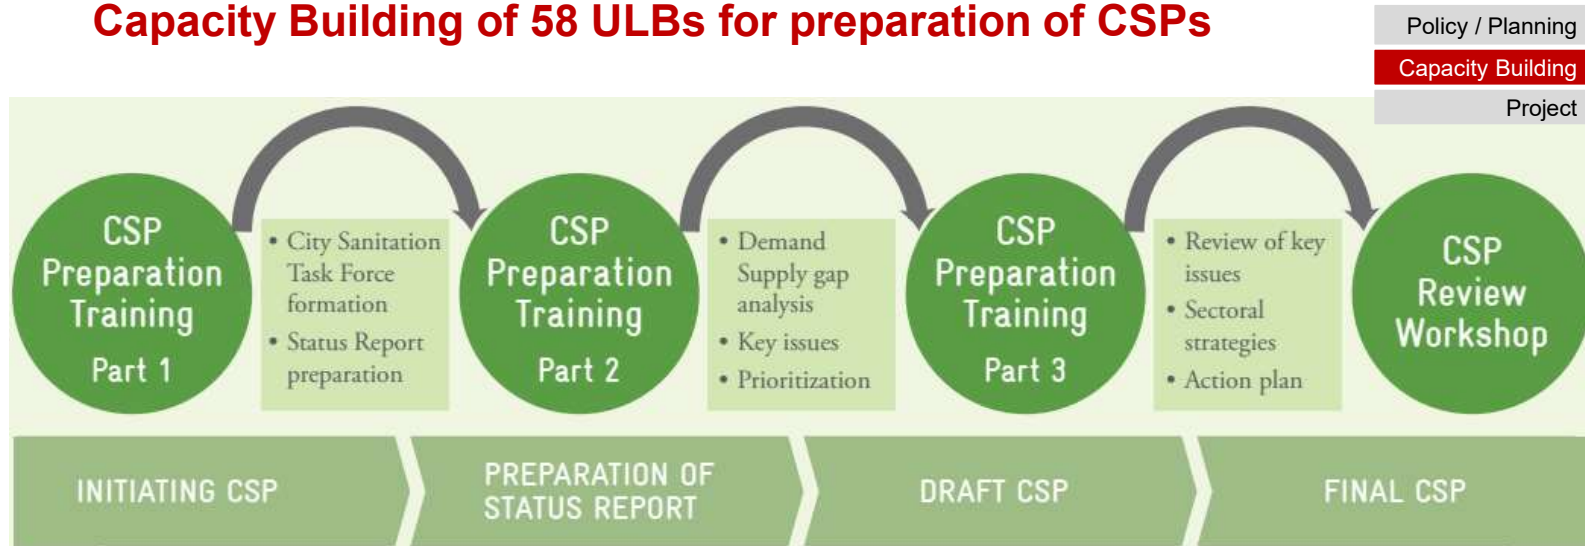 Capacity Building of 58 ULBs for preparation of CSPs
Policy / Planning
Capacity Building
Project
CSP
Preparation
Training
Part 1
• City Sanitation
Task Force
formation
• Status Report
preparation
CSP
Preparation
Training
Part 2
• Demand
Supply gap
analysis
• Key issues
• Prioritization
CSP
Preparation
Training
Part 3
• Review of key
issues
• Sectoral
strategies
• Action plan
CSP
Review
Workshop
INITIATING CSP
PREPARATION OF
STATUS REPORT
DRAFT CSP
FINAL CSP